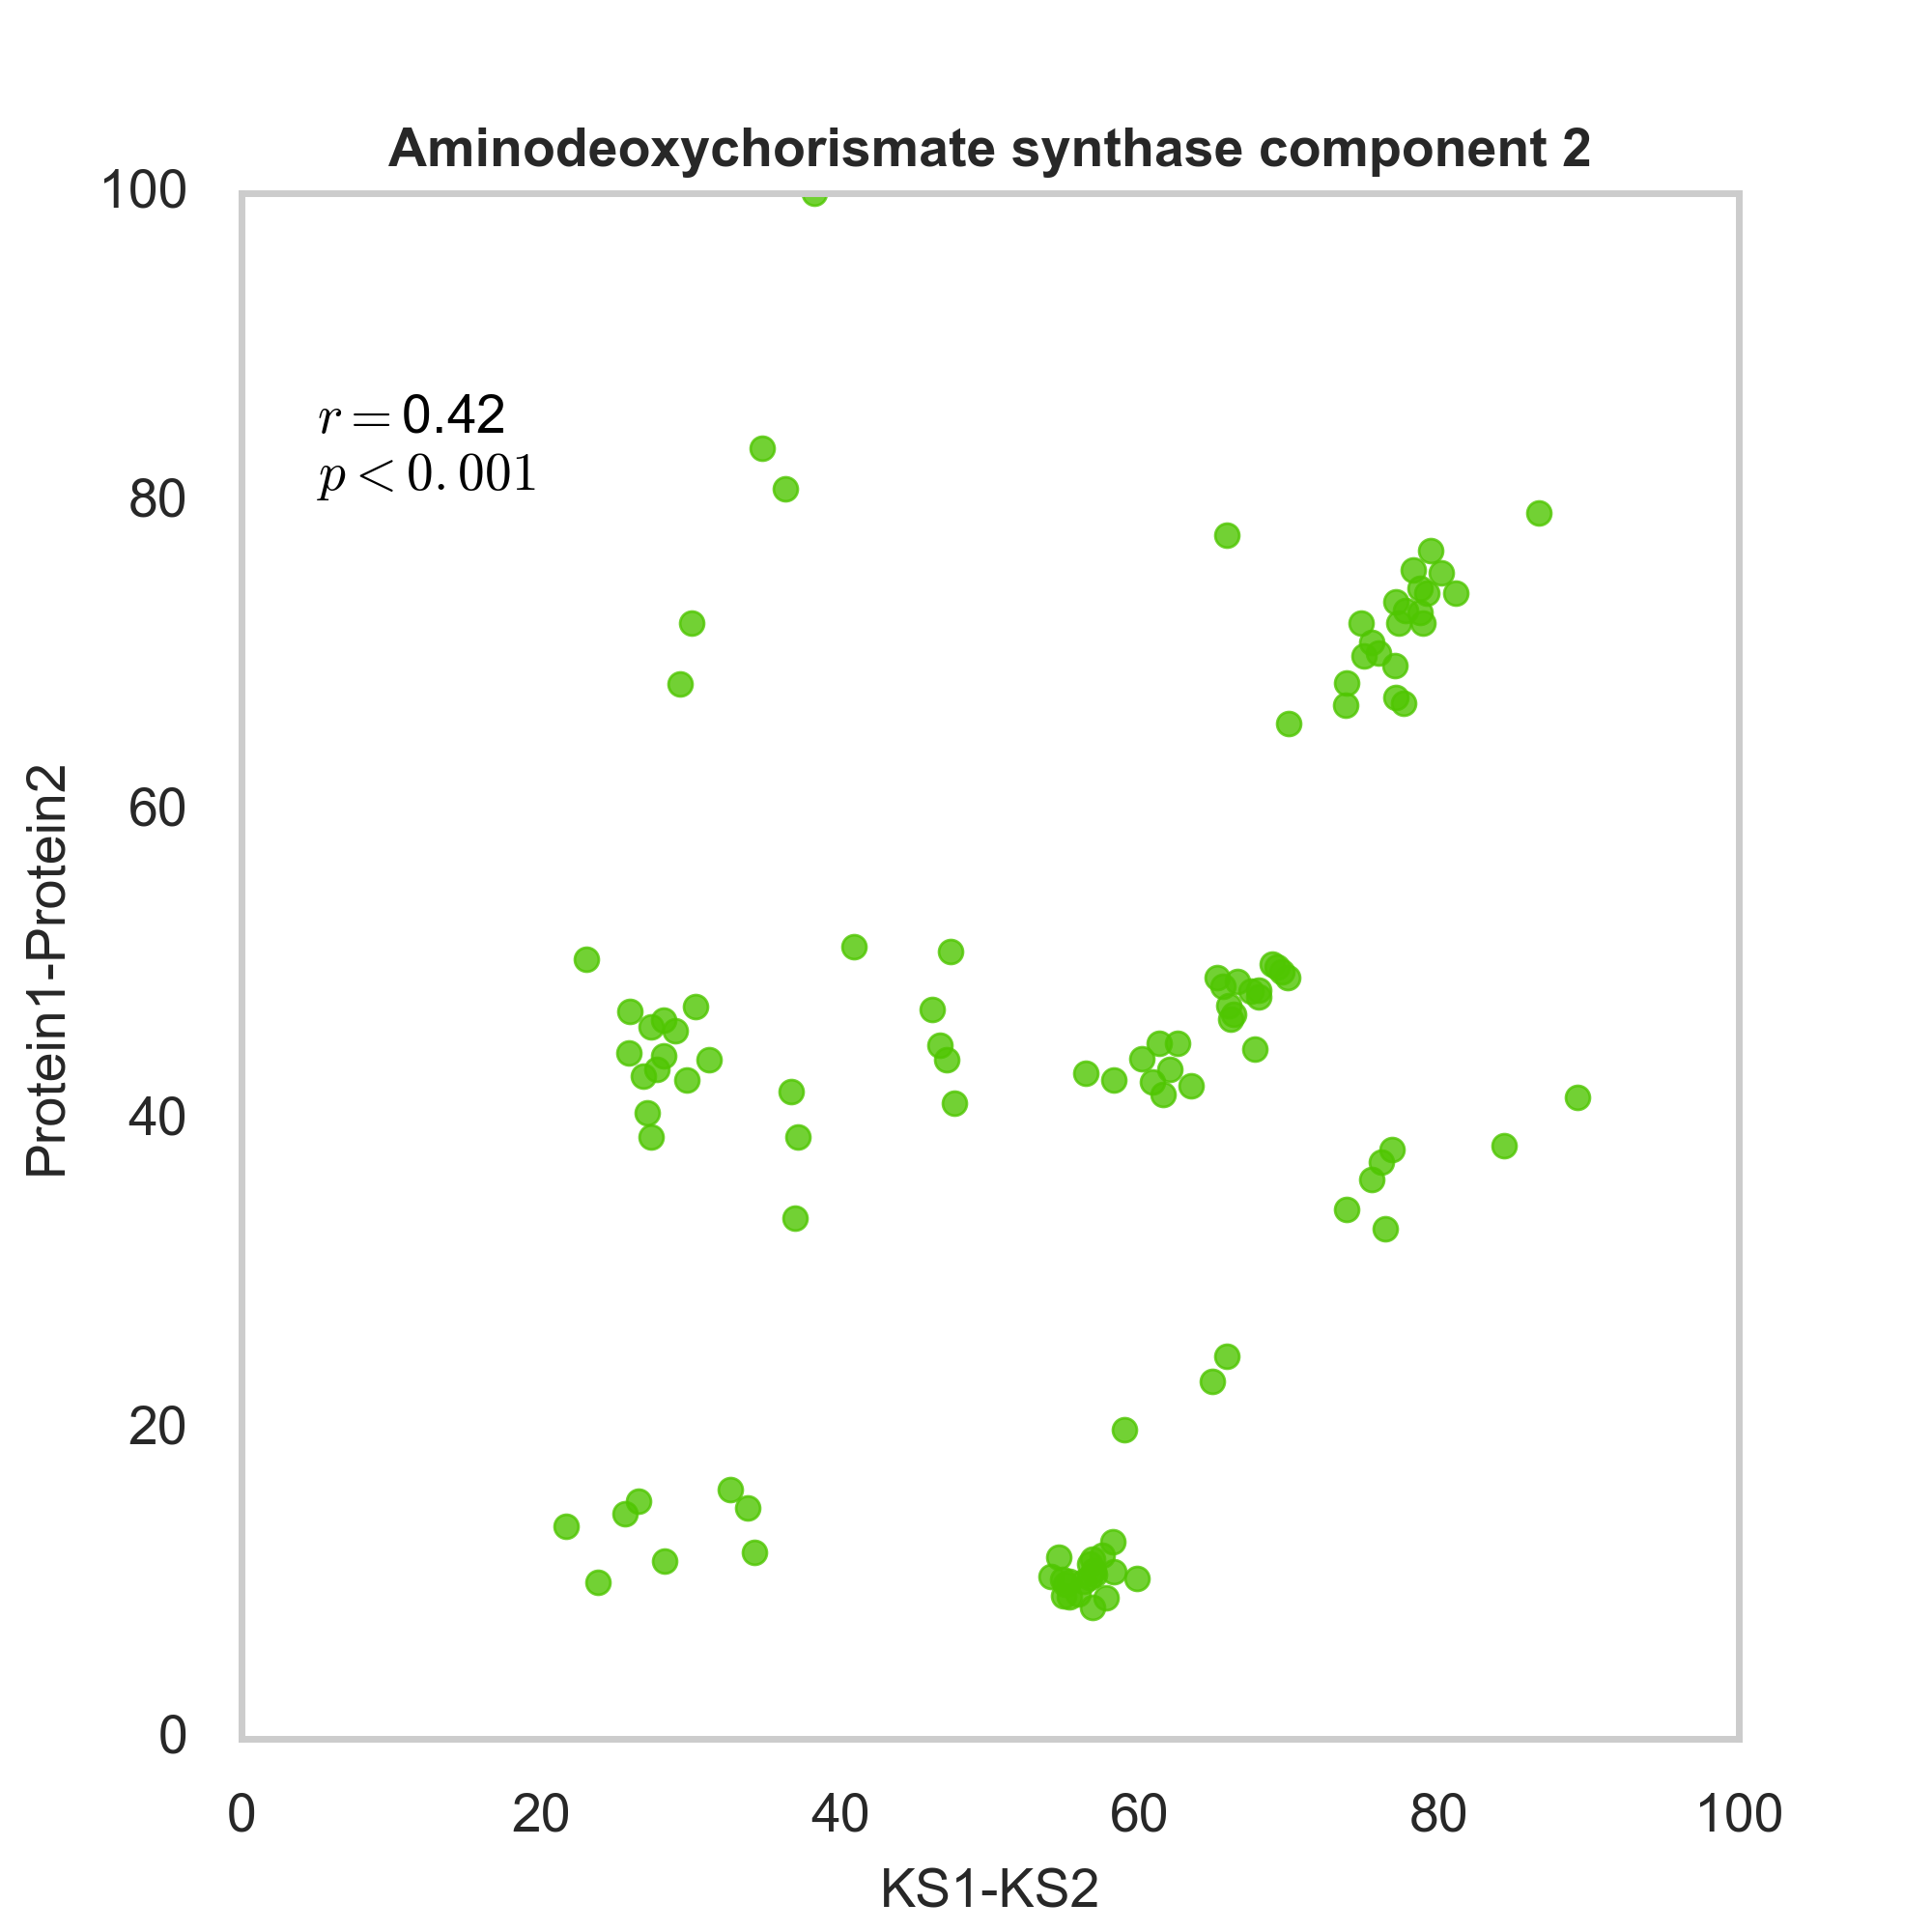 Aminodeoxychorismate synthase component 2
100
80
60
40
20
0
r = 0.42
p < 0.001
Protein1-Protein2
0 20 40 60 80 100
KS1-KS2